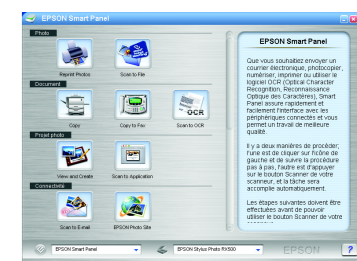 EPSON Smart Panel
Photo
Reprint Photos
Scan to File
Document
Copy
Copy to Fax
OCR
Scan to OCR
Projet photo
View and Create
Scan to Application
Connectivité
Scan to E-mail
EPSON Photo Site
EPSON Smart Panel
Que vous souhaitiez envoyer un
courrier électronique, photocopier,
numériser, imprimer ou utiliser le
logiciel OCR (Optical Character
Recognition, Reconnaissance
Optique des Caractères), Smart
Panel assure rapidement et
facilement l'interface avec les
périphériques connectés et vous
permet un travail de meilleure
qualité.
Il y a deux manières de procéder;
l'une est de cliquer sur l'icône de
gauche et de suivre la procédure
pas à pas, l'autre est d'appuyer
sur le bouton Scanner de votre
scanneur, et la tâche sera
accomplie automatiquement.
Les étapes suivantes doivent être
effectuées avant de pouvoir
utiliser le bouton Scanner de votre
EPSON Smart Panel
EPSON Stylus Photo RX500
EPSON
?